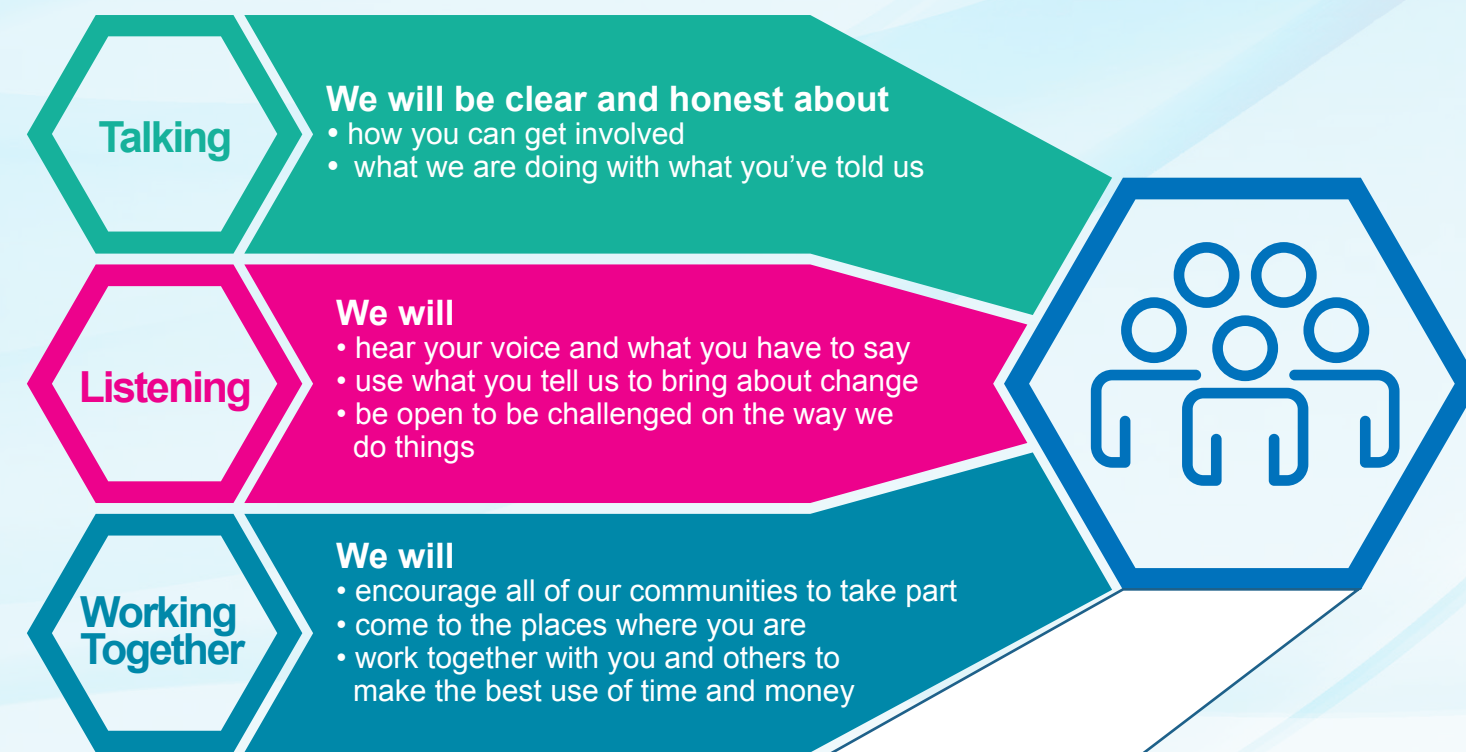 Talking
We will be clear and honest about
• how you can get involved
• what we are doing with what you’ve told us
Listening
We will
• hear your voice and what you have to say
• use what you tell us to bring about change
• be open to be challenged on the way we
do things
Working
Together
We will
• encourage all of our communities to take part
• come to the places where you are
• work together with you and others to
make the best use of time and money